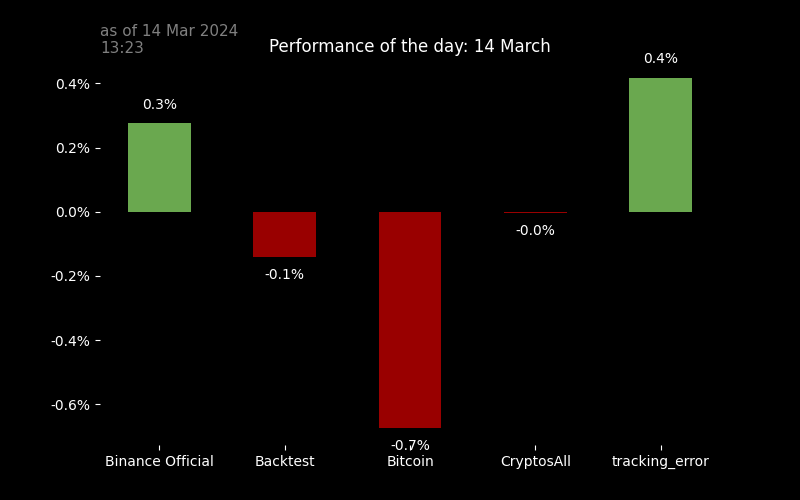 as of 14 Mar 2024
13:23
Performance of the day: 14 March
0.4%
0.2%
0.0%
-0.2%
-0.4%
-0.6%
0.3%
-0.1%
-0.7%
-0.0%
0.4%
Binance Official
Backtest
Bitcoin
CryptosAll
tracking_error